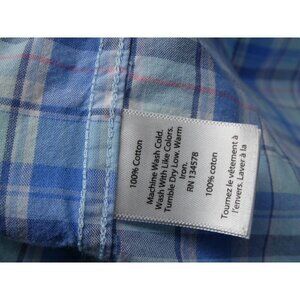 100% Cotton
Machine Wash Cold.
Wash With Like Colors.
Tumble Dry Low. Warm
Iron.
RN 134578
100% coton
Tournez le vêtement à
l'envers. Laver à la